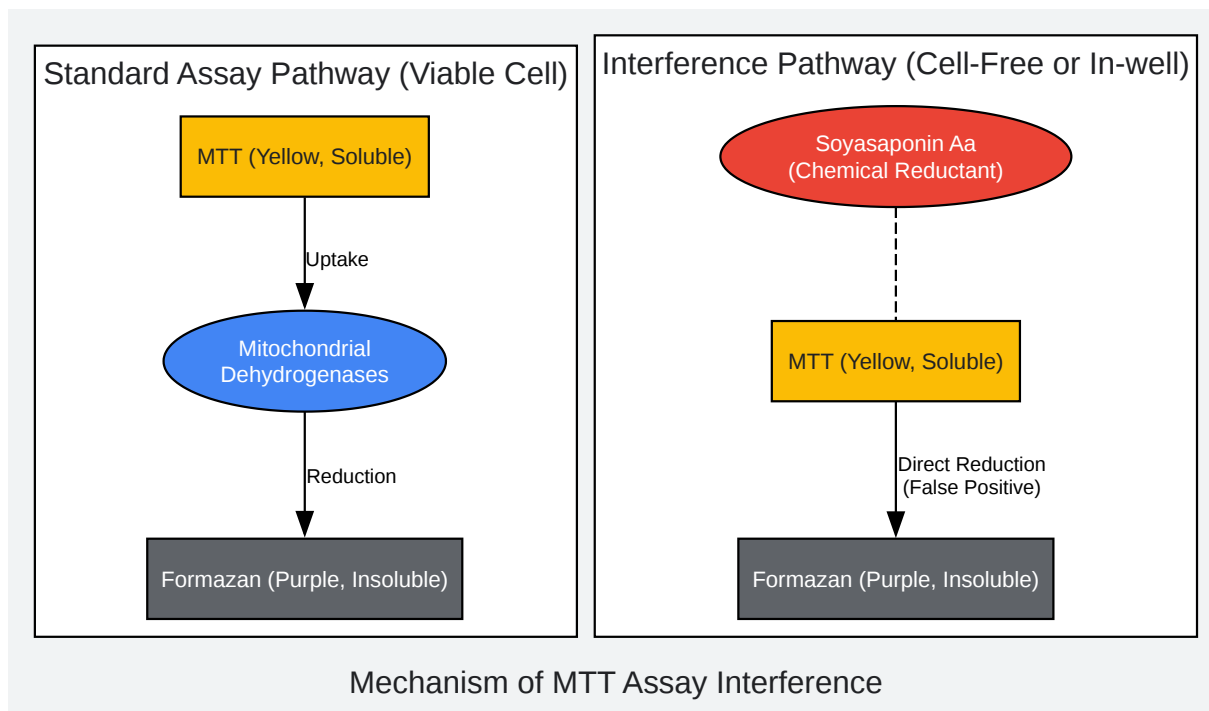 Standard Assay Pathway (Viable Cell)
MTT (Yellow, Soluble)
Uptake
Mitochondrial
Dehydrogenases
Reduction
Formazan (Purple, Insoluble)
Interference Pathway (Cell-Free or In-well)
Soyasaponin Aa
(Chemical Reductant)
MTT (Yellow, Soluble)
Direct Reduction
(False Positive)
Formazan (Purple, Insoluble)
Mechanism of MTT Assay Interference